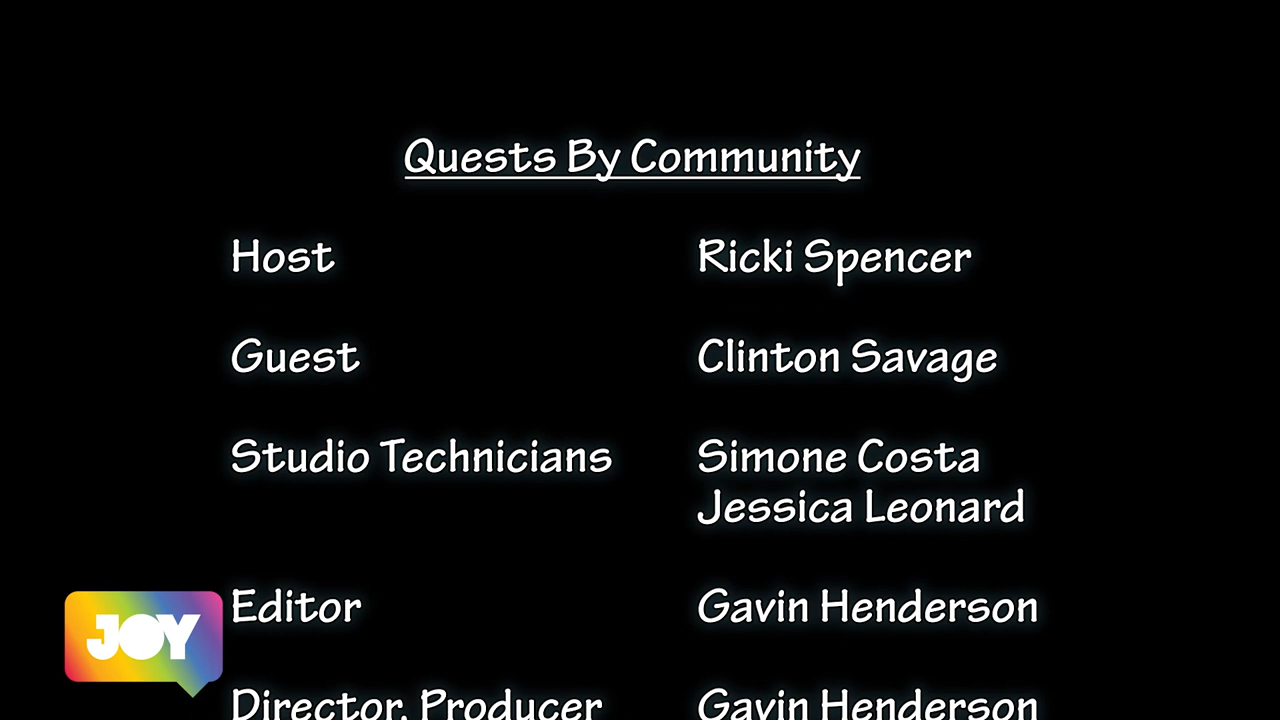 Quests By Community
Host Ricki Spencer
Guest Clinton Savage
Studio Technicians Simone Costa
Jessica Leonard
Editor Gavin Henderson
Director, Producer Gavin Henderson
JOY